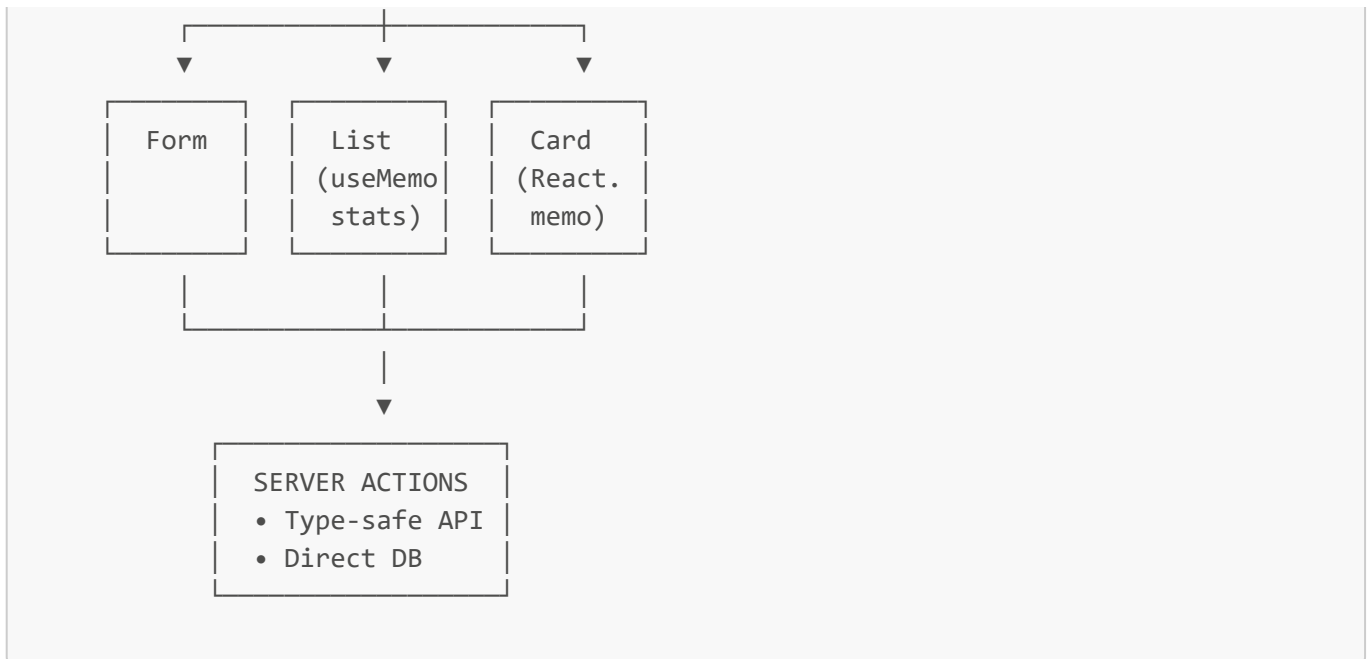 Form List Card
(useMemo (React.
stats) memo)
SERVER ACTIONS
• Type-safe API
• Direct DB